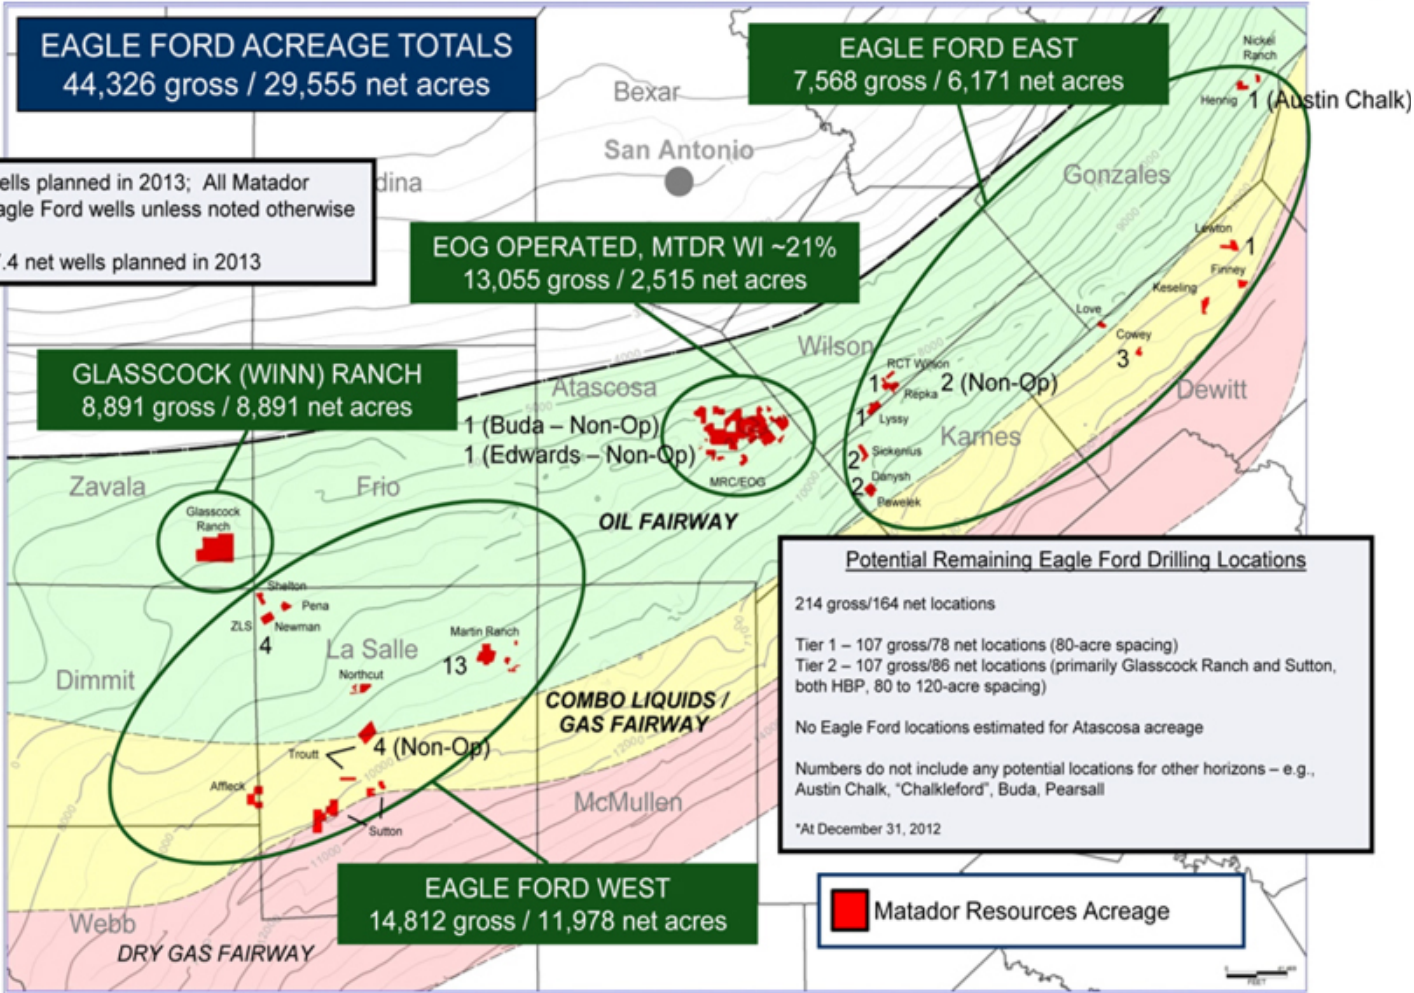 EAGLE FORD ACREAGE TOTALS
44,326 gross / 29,555 net acres
EAGLE FORD EAST
7,568 gross / 6,171 net acres
Nickel
Ranch
Hennig
1 (Austin Chalk)
Bexar
San Antonio
dina
ells planned in 2013; All Matador
agle Ford wells unless noted otherwise
.4 net wells planned in 2013
Gonzales
EOG OPERATED, MTDR WI ~21%
13,055 gross / 2,515 net acres
9000
Lewton
1
Finney
Keseling
Love
Cowey
3
Wilson
4000
GLASSCOCK (WINN) RANCH
8,891 gross / 8,891 net acres
Atascosa
5000
RCT Wilson
1
2 (Non-Op)
Repka
Dewitt
1
Lyssy
1 (Buda – Non-Op)
1 (Edwards – Non-Op)
Karnes
2
Sickenius
MRC/EOG
10000
Danysh
2
Pawelek
Zavala
Frio
Glasscock
Ranch
OIL FAIRWAY
Potential Remaining Eagle Ford Drilling Locations
214 gross/164 net locations
Tier 1 – 107 gross/78 net locations (80-acre spacing)
Tier 2 – 107 gross/86 net locations (primarily Glasscock Ranch and Sutton,
both HBP, 80 to 120-acre spacing)
No Eagle Ford locations estimated for Atascosa acreage
Numbers do not include any potential locations for other horizons – e.g.,
Austin Chalk, "Chalkleford", Buda, Pearsall
*At December 31, 2012
Shelton
Pena
ZLS
Newman
4
La Salle
Martin Ranch
13
Dimmit
Northcut
COMBO LIQUIDS /
GAS FAIRWAY
Troutt
4 (Non-Op)
10000
12000
14000
Affleck
McMullen
Sutton
11000
EAGLE FORD WEST
14,812 gross / 11,978 net acres
Matador Resources Acreage
Webb
DRY GAS FAIRWAY
FEET